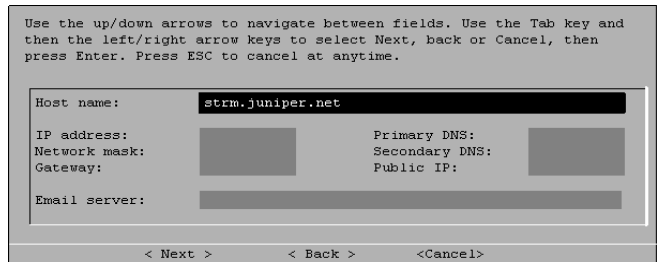 Use the up/down arrows to navigate between fields. Use the Tab key and
then the left/right arrow keys to select Next, back or Cancel, then
press Enter. Press ESC to cancel at anytime.
Host name: strm.juniper.net
IP address: Primary DNS:
Network mask: Secondary DNS:
Gateway: Public IP:
Email server:
< Next > < Back > <Cancel>